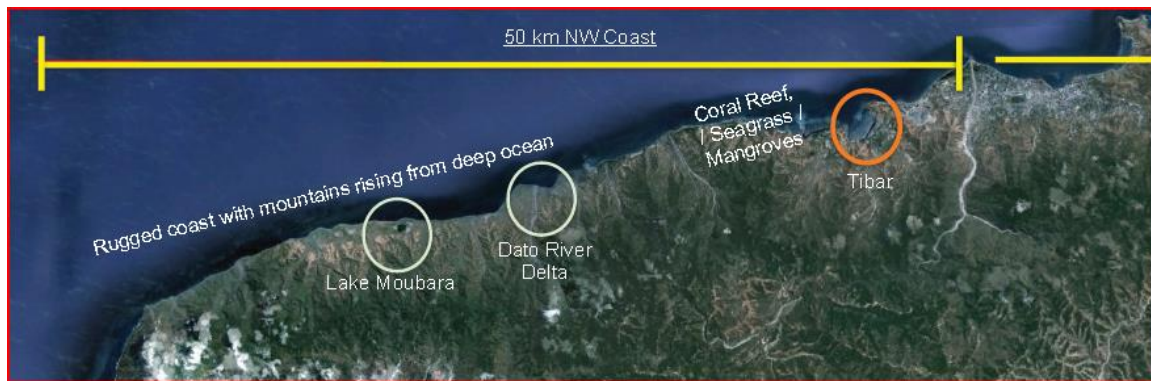 50 km NW Coast
Coral Reef,
/ Seagrass /
Mangroves
Rugged coast with mountains rising from deep ocean
Tibar
Dato River
Delta
Lake Moubara